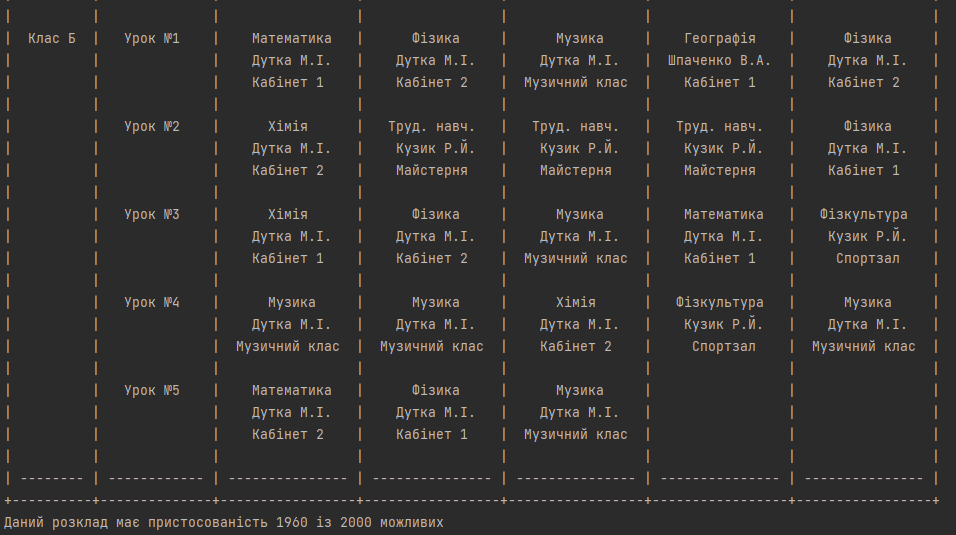 Клас Б | Урок №1 | Математика | Фізика | Музика | Географія | Фізика
Дутка М.І. | Дутка М.І. | Дутка М.І. | Шпаченко В.А. | Дутка М.І.
Кабінет 1 | Кабінет 2 | Музичний клас | Кабінет 1 | Кабінет 2
Урок №2 | Хімія | Труд. навч. | Труд. навч. | Труд. навч. | Фізика
Дутка М.І. | Кузик Р.Й. | Кузик Р.Й. | Кузик Р.Й. | Дутка М.І.
Кабінет 2 | Майстерня | Майстерня | Майстерня | Кабінет 1
Урок №3 | Хімія | Фізика | Музика | Математика | Фізкультура
Дутка М.І. | Дутка М.І. | Дутка М.І. | Дутка М.І. | Кузик Р.Й.
Кабінет 1 | Кабінет 2 | Музичний клас | Кабінет 1 | Спортзал
Урок №4 | Музика | Музика | Хімія | Фізкультура | Музика
Дутка М.І. | Дутка М.І. | Дутка М.І. | Кузик Р.Й. | Дутка М.І.
Музичний клас | Музичний клас | Кабінет 2 | Спортзал | Музичний клас
Урок №5 | Математика | Фізика | Музика
Дутка М.І. | Дутка М.І. | Дутка М.І.
Кабінет 2 | Кабінет 1 | Музичний клас
Даний розклад має пристосованість 1960 із 2000 можливих